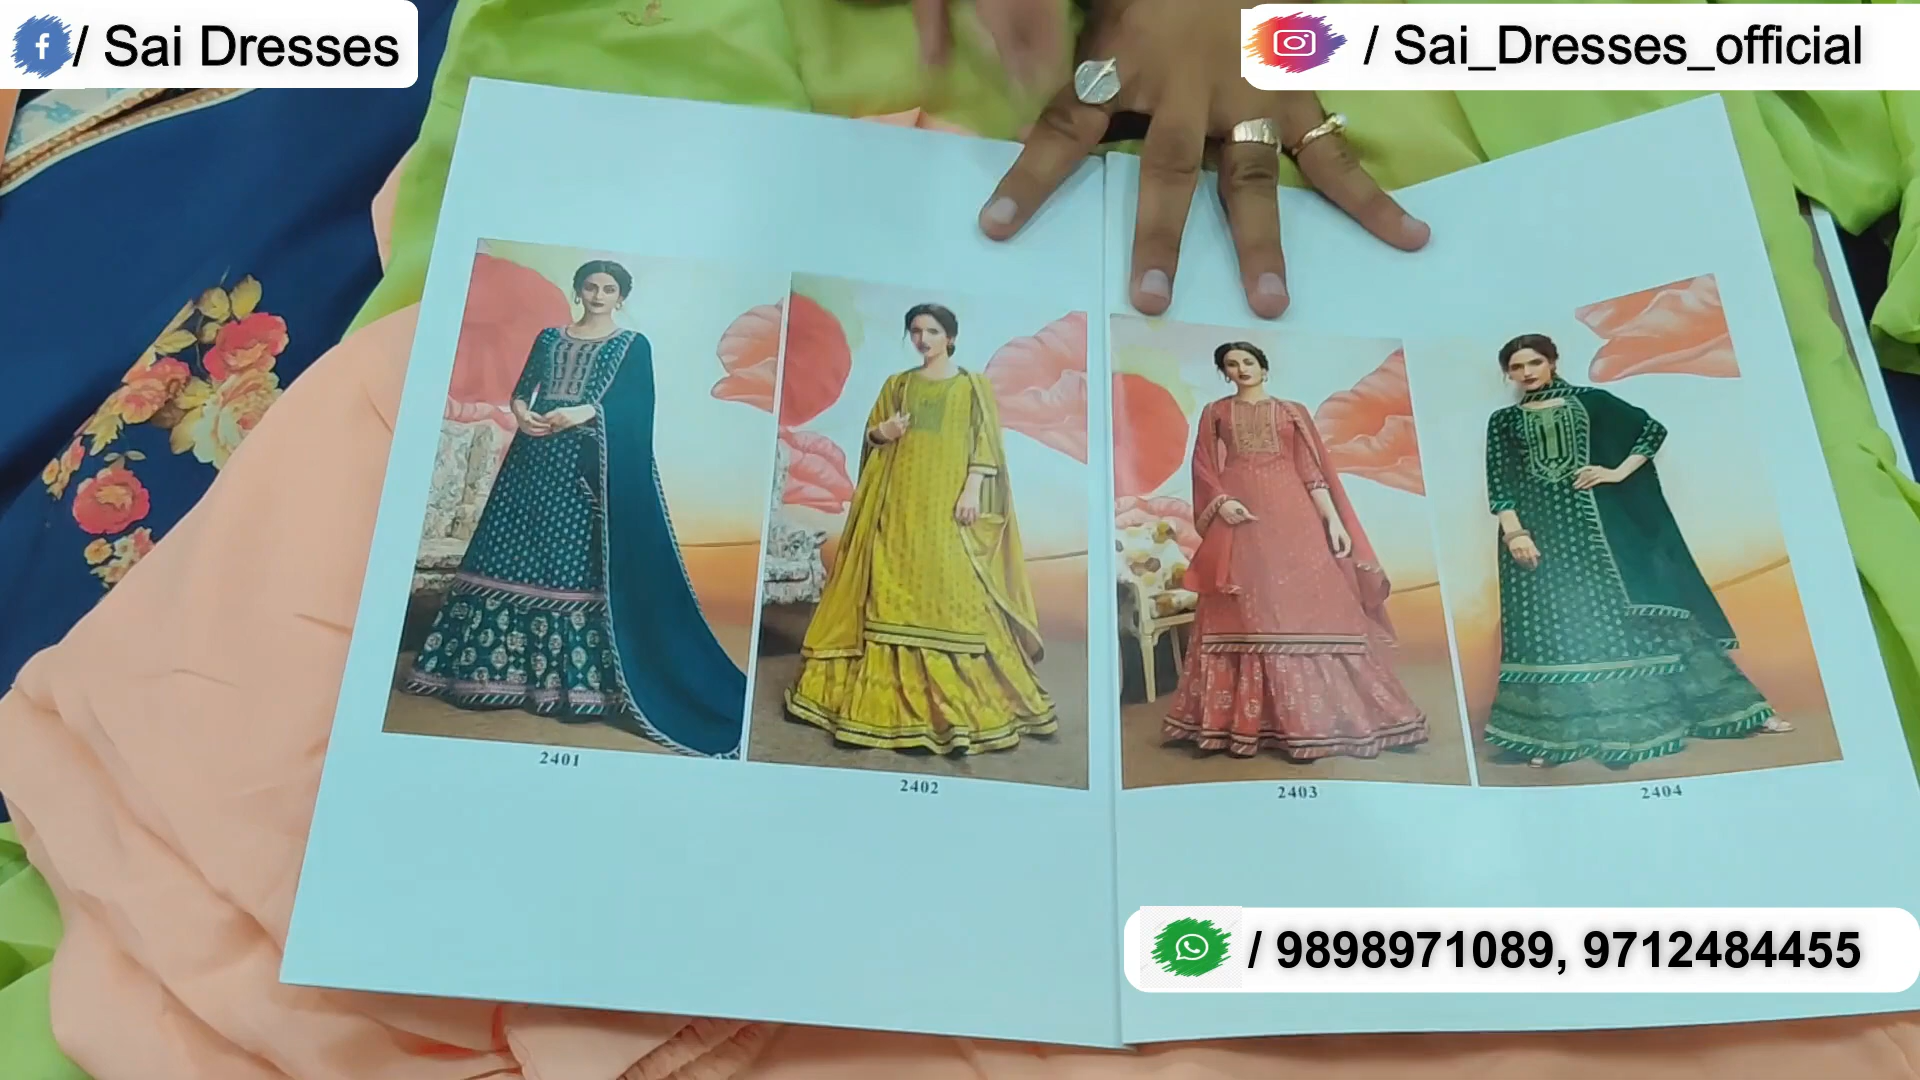 / Sai Dresses
/ Sai_Dresses_official
2401
2402
2403
2404
/ 9898971089, 9712484455